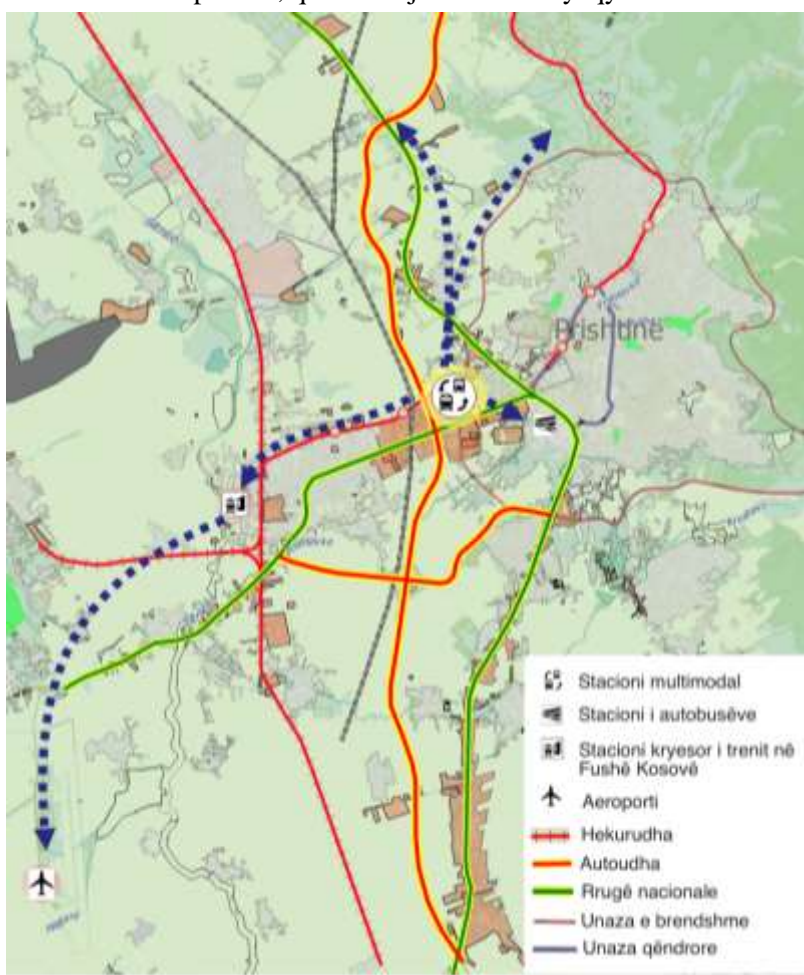 Prishtinë
Stacioni multimodal
Stacioni i autobusëve
Stacioni kryesor i trenit në
Fushë Kosovë
Aeroporti
Hekurudha
Autoudha
Rrugë nacionale
Unaza e brendshme
Unaza qëndrore